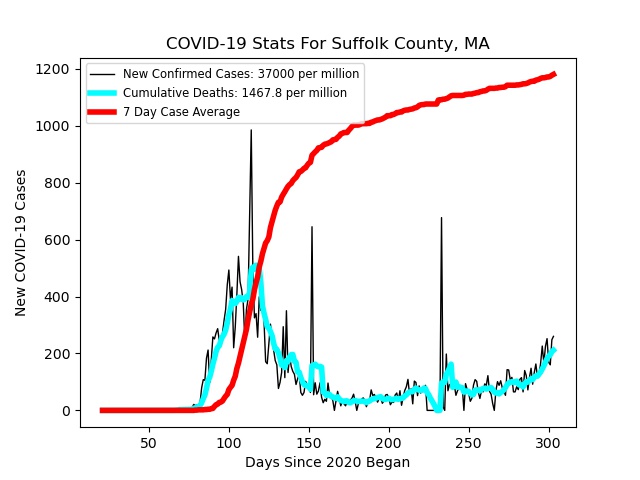 COVID-19 Stats For Suffolk County, MA
New Confirmed Cases: 37000 per million
Cumulative Deaths: 1467.8 per million
7 Day Case Average
New COVID-19 Cases
1200
1000
800
600
400
200
0
50
100
150
200
250
300
Days Since 2020 Began